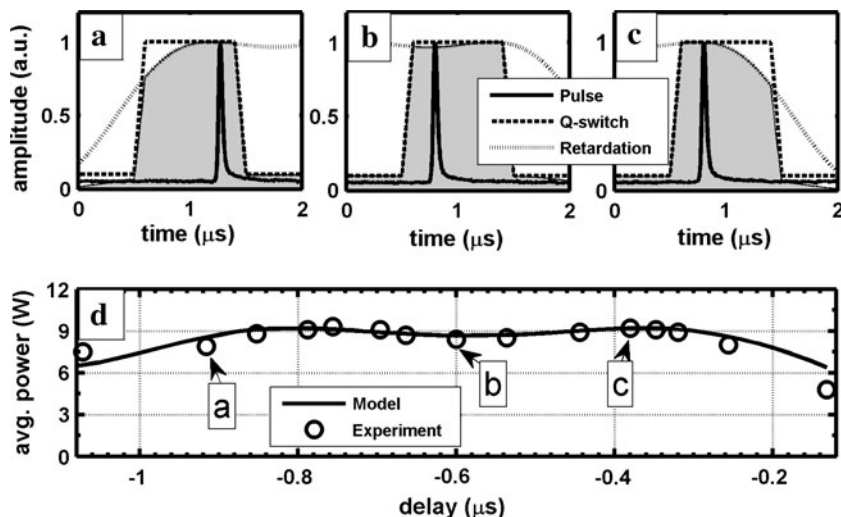 a
b
c
amplitude (a.u.)
1
0.5
0
0
1
2
time (μs)
1
0.5
0
0
1
2
time (μs)
1
0
0
1
2
time (μs)
Pulse
Q-switch
Retardation
d
avg. power (W)
12
9
6
3
0
a
b
c
Model
Experiment
-1
-0.8
-0.6
-0.4
-0.2
delay (μs)